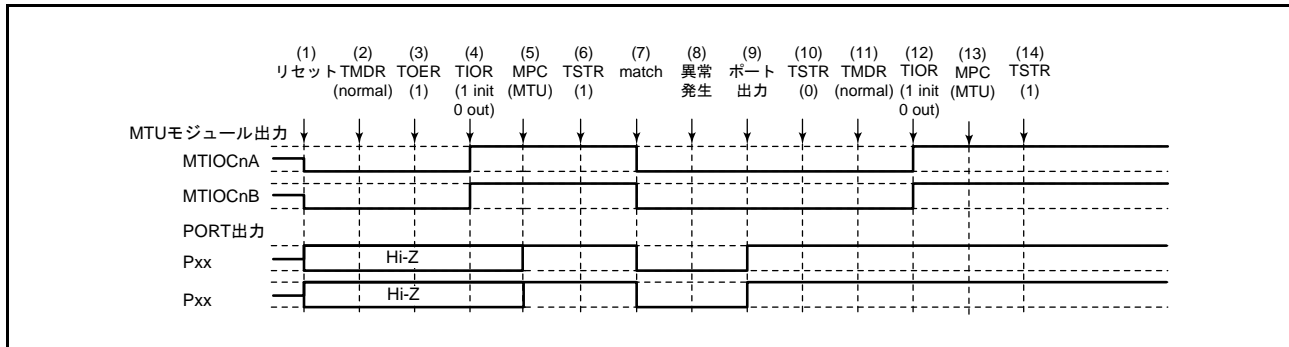 (1) (2) (3) (4) (5) (6) (7) (8) (9) (10) (11) (12) (13) (14)
リセット TMDR TOER TIOR MPC TSTR match 異常 ポート TSTR TMDR TIOR MPC TSTR
(normal) (1) (1 init (MTU) (1) 発生 出力 (0) (normal) (1 init (MTU) (1)
0 out) 0 out)
MTUモジュール出力
MTIOCnA
MTIOCnB
PORT出力
Pxx Hi-Z
Pxx Hi-Z